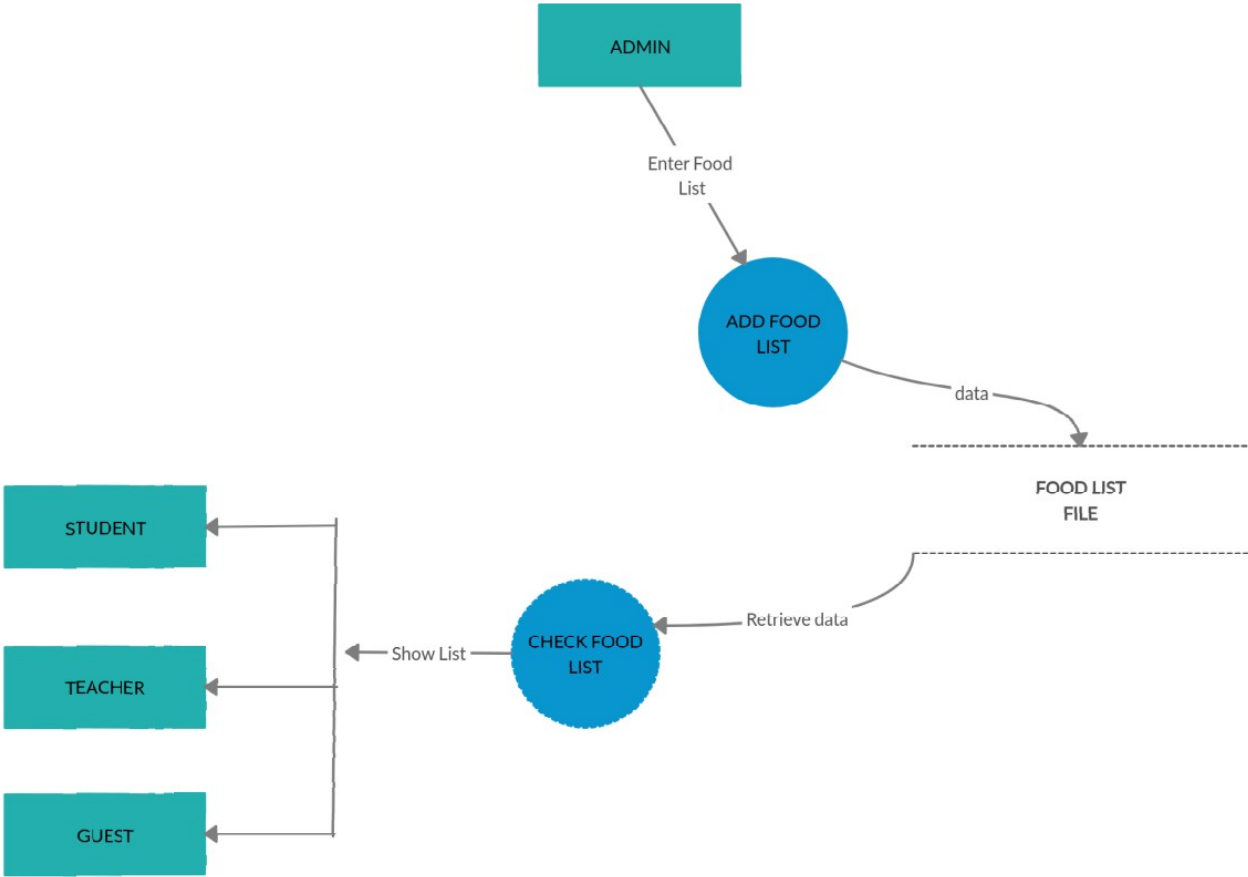 ADMIN
Enter Food
List
ADD FOOD
LIST
data
FOOD LIST
FILE
STUDENT
Retrieve data
CHECK FOOD
LIST
Show List
TEACHER
GUEST